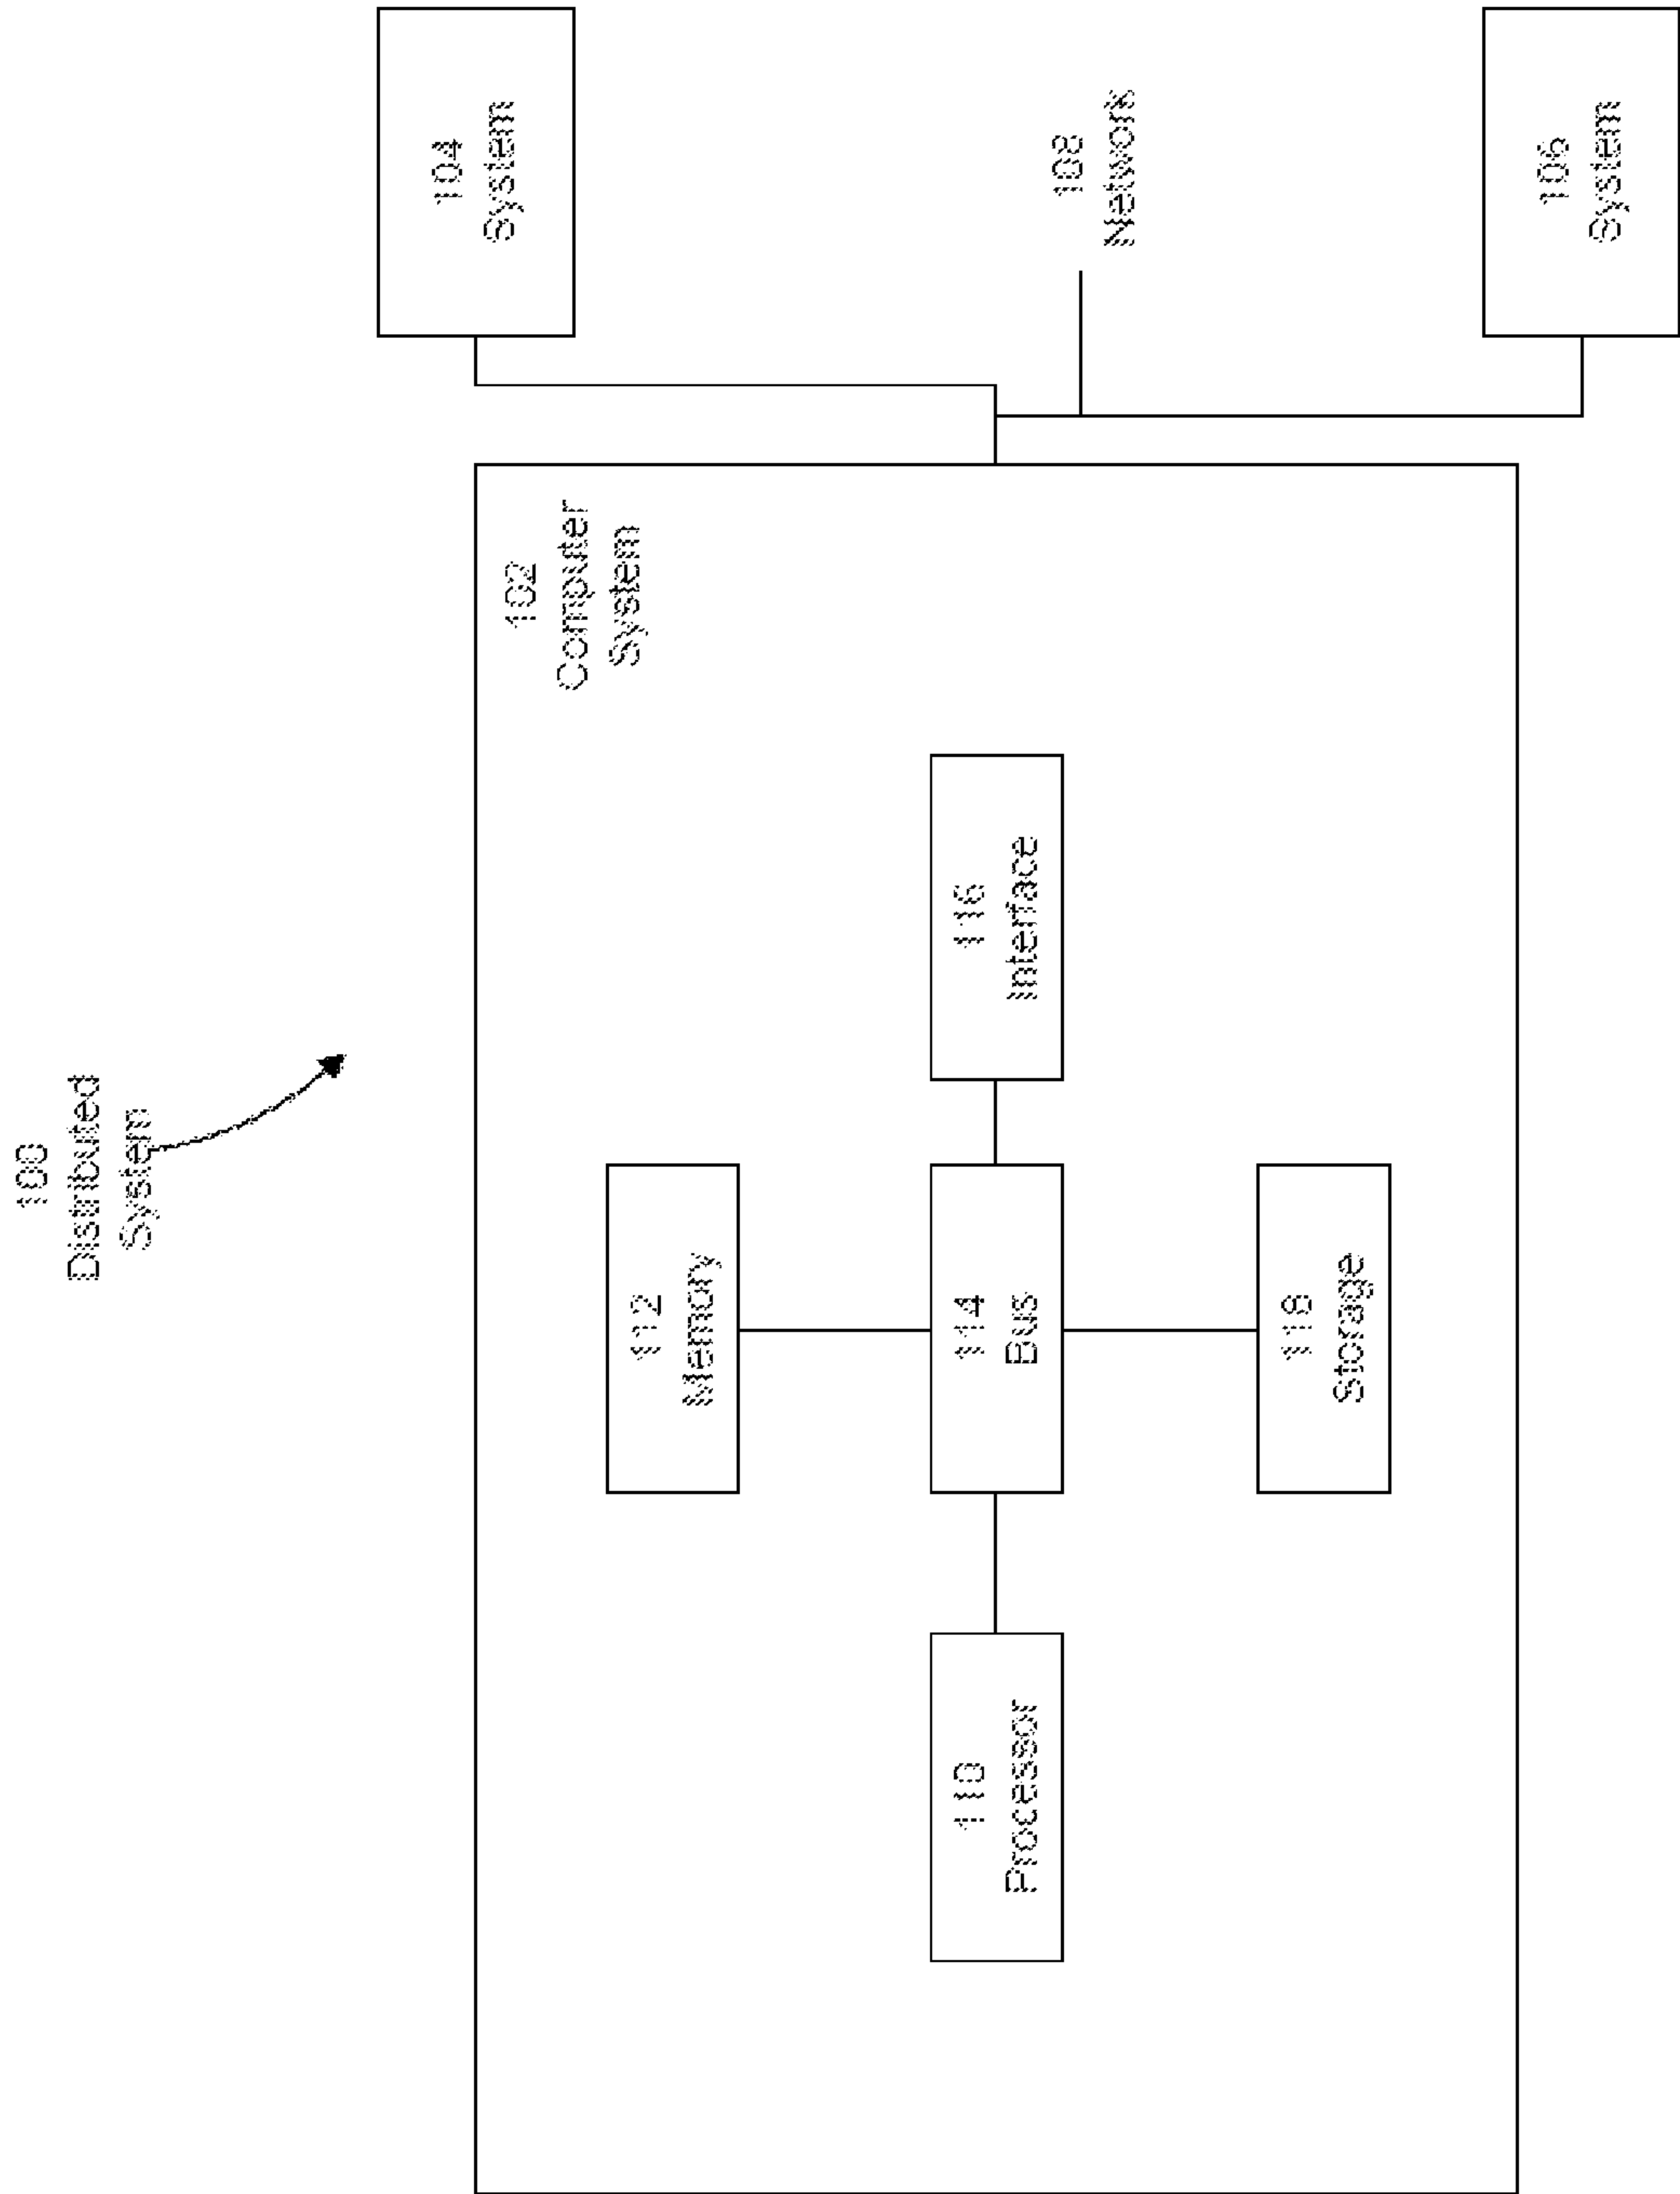 100
Distributed
System
102
Computer
System
104
System
108
Network
106
System
112
Memory
110
Processor
114
Bus
116
Interface
118
Storage